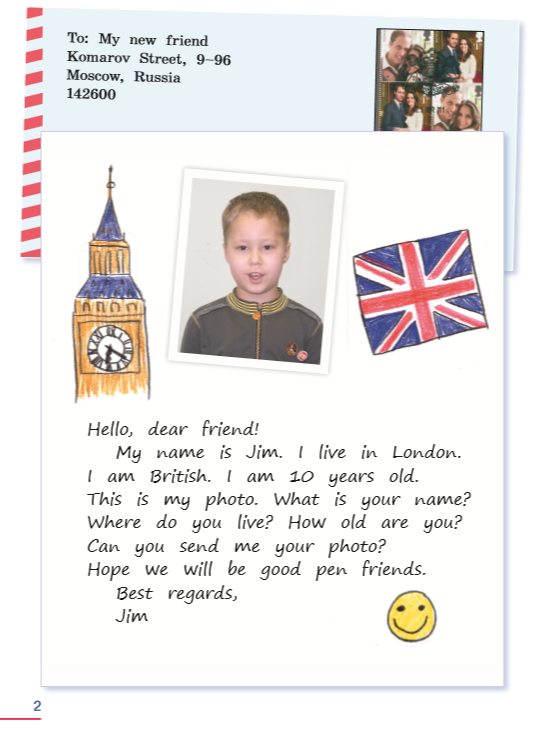 To: My new friend
Komarov Street, 9–96
Moscow, Russia
142600
Hello, dear friend!
My name is Jim. I live in London.
I am British. I am 10 years old.
This is my photo. What is your name?
Where do you live? How old are you?
Can you send me your photo?
Hope we will be good pen friends.
Best regards,
Jim
2